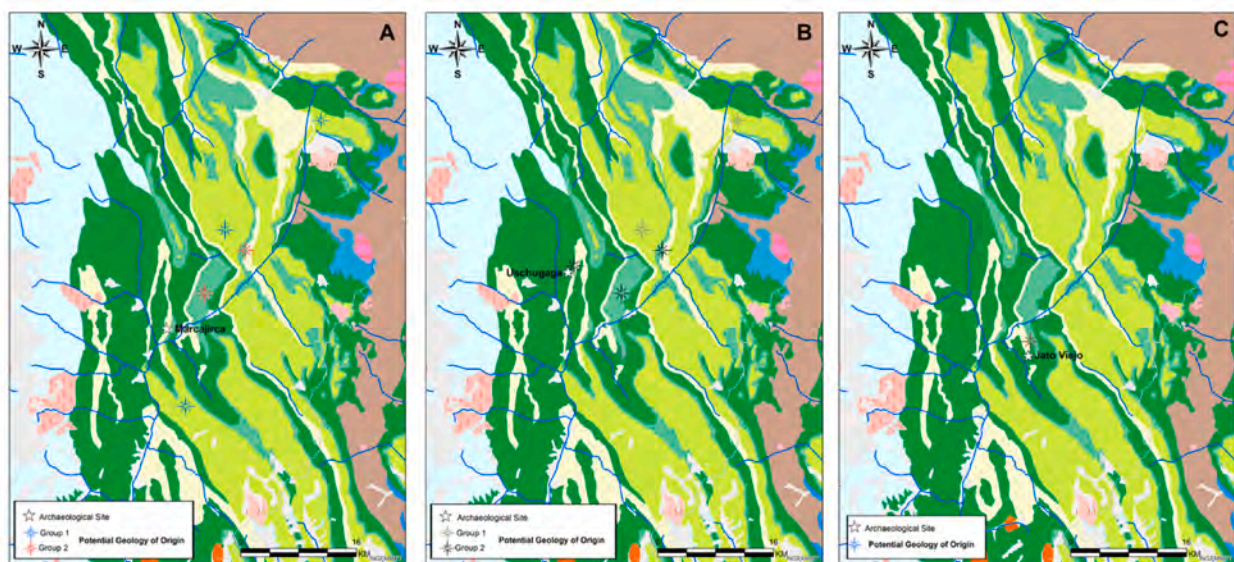 A
N
W E
S
Marcajirca
Archaeological Site
Group 1
Potential Geology of Origin
Group 2
16
KM
B
N
W E
S
Uschugaga
Archaeological Site
Group 1
Potential Geology of Origin
Group 2
16
KM
C
N
W E
S
Jato Viejo
Archaeological Site
Potential Geology of Origin
16
KM